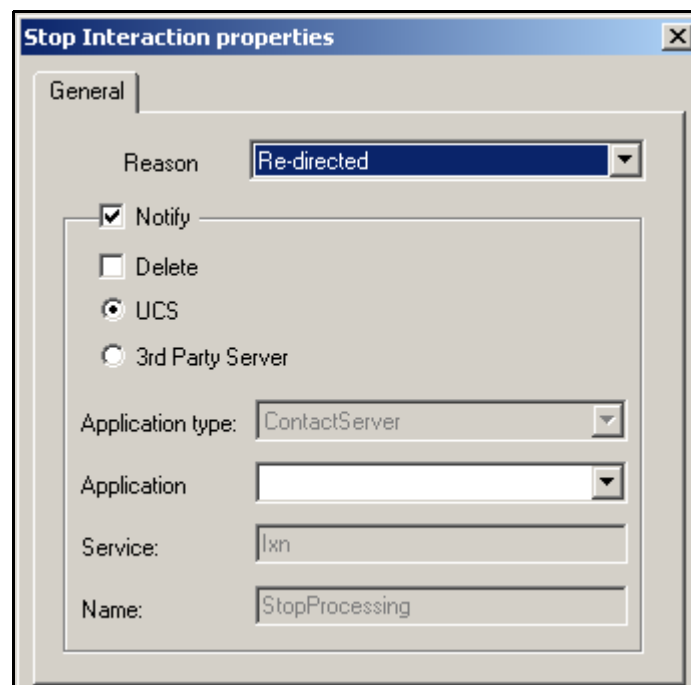 Stop Interaction properties
General
Reason Re-directed
Notify
Delete
UCS
3rd Party Server
Application type: ContactServer
Application
Service: Ixn
Name: StopProcessing